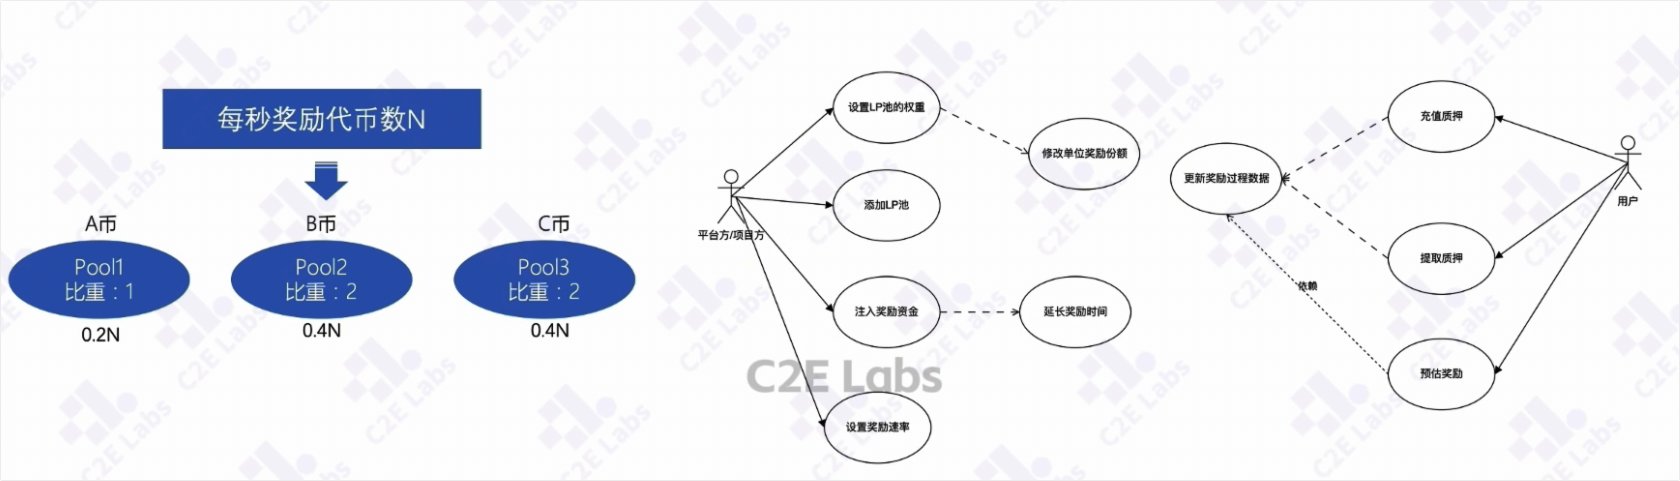 每秒奖励代币数N
A币
B币
C币
Pool1
比重：1
Pool2
比重：2
Pool3
比重：2
0.2N
0.4N
0.4N
设置LP池的权重
修改单位奖励份额
添加LP池
平台方/项目方
注入奖励资金
延长奖励时间
C2E Labs
设置奖励速率
充值质押
更新奖励过程数据
用户
提取质押
依赖
预估奖励